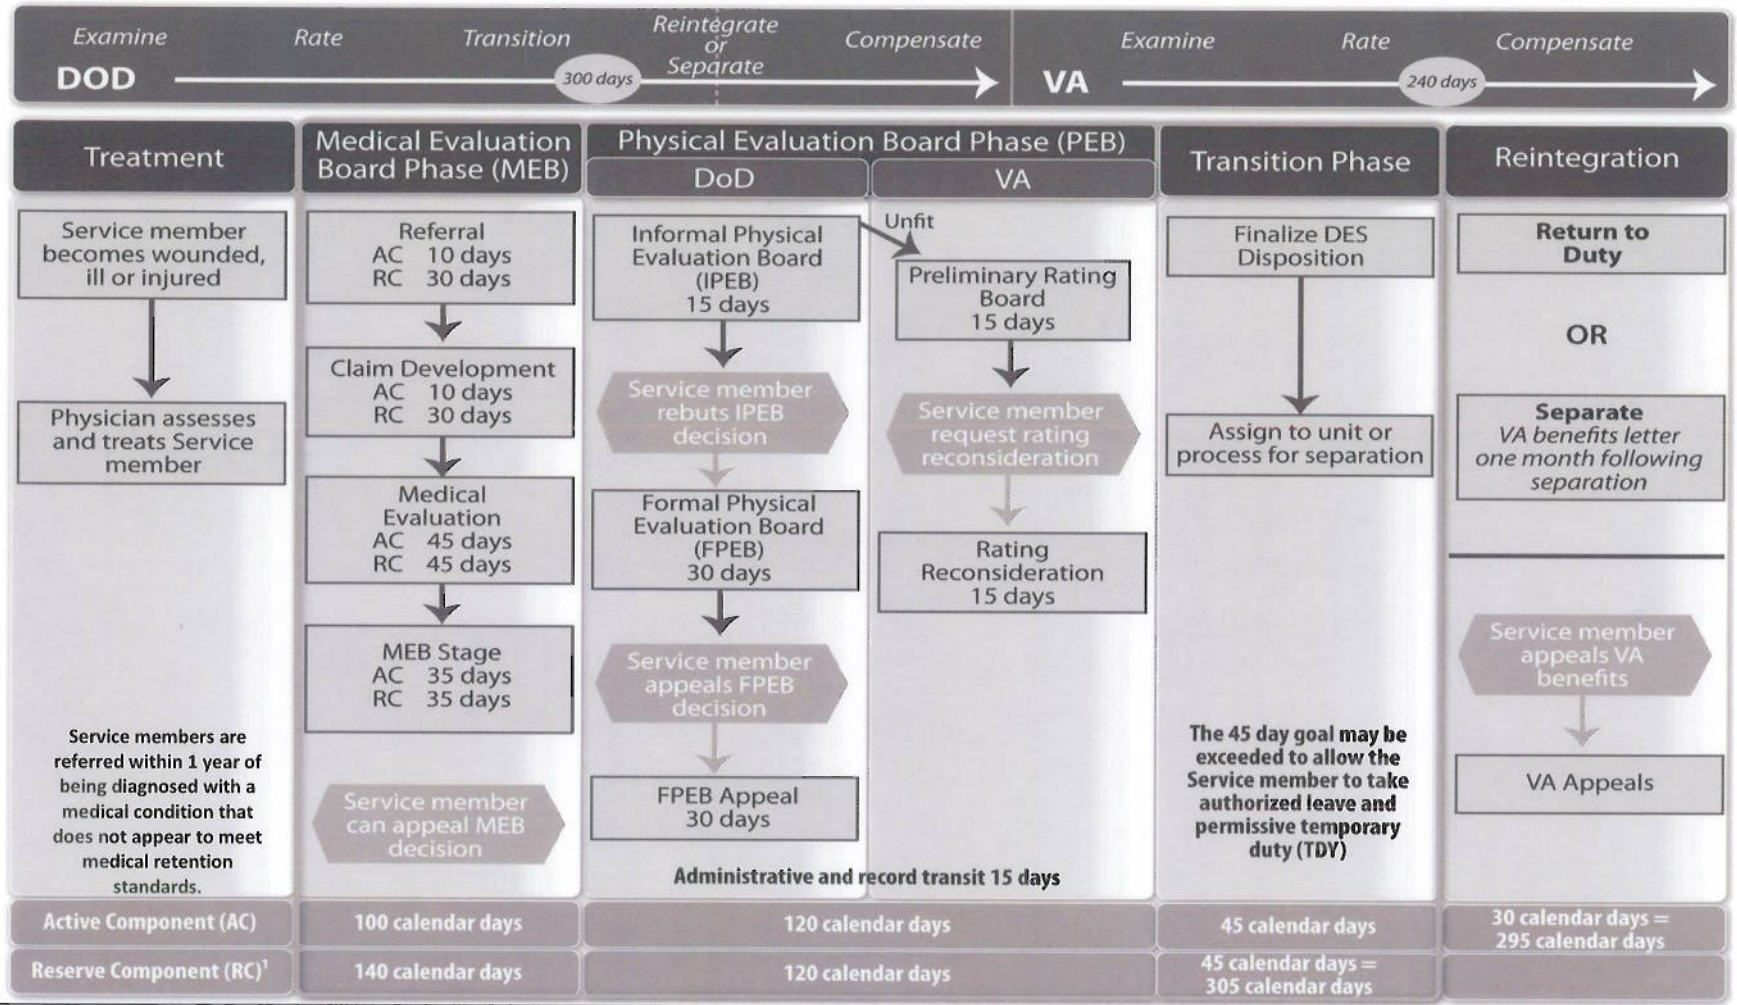 Examine
Rate
Transition
Reintegrate
or
Separate
Compensate
DOD
300 days
Examine
Rate
Compensate
VA
240 days
Treatment
Service member
becomes wounded,
ill or injured
Physician assesses
and treats Service
member
Service members are
referred within 1 year of
being diagnosed with a
medical condition that
does not appear to meet
medical retention
standards.
Medical Evaluation
Board Phase (MEB)
Referral
AC 10 days
RC 30 days
Claim Development
AC 10 days
RC 30 days
Medical
Evaluation
AC 45 days
RC 45 days
MEB Stage
AC 35 days
RC 35 days
Service member
can appeal MEB
decision
Physical Evaluation Board Phase (PEB)
DoD
Informal Physical
Evaluation Board
(IPEB)
15 days
Service member
rebuts IPEB
decision
Formal Physical
Evaluation Board
(FPEB)
30 days
Service member
appeals FPEB
decision
FPEB Appeal
30 days
VA
Unfit
Preliminary Rating
Board
15 days
Service member
request rating
reconsideration
Rating
Reconsideration
15 days
Administrative and record transit 15 days
Transition Phase
Finalize DES
Disposition
Assign to unit or
process for separation
The 45 day goal may be
exceeded to allow the
Service member to take
authorized leave and
permissive temporary
duty (TDY)
Reintegration
Return to
Duty
OR
Separate
VA benefits letter
one month following
separation
Service member
appeals VA
benefits
VA Appeals
Active Component (AC)
100 calendar days
120 calendar days
45 calendar days
30 calendar days =
295 calendar days
Reserve Component (RC)¹
140 calendar days
120 calendar days
45 calendar days =
305 calendar days